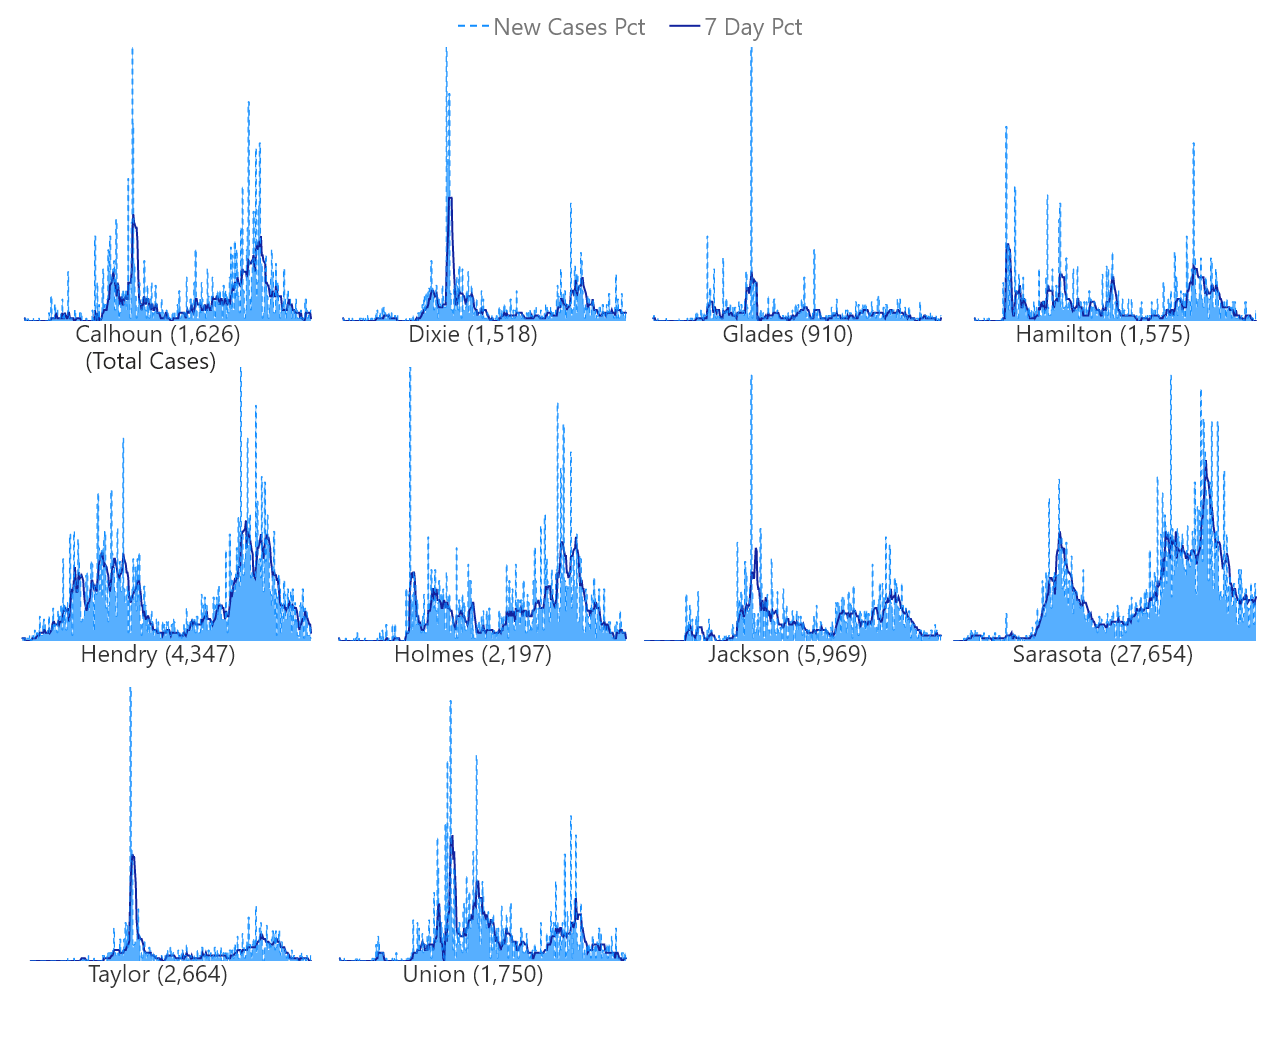 New Cases Pct 7 Day Pct
Calhoun (1,626) Dixie (1,518) Glades (910) Hamilton (1,575)
(Total Cases)
Hendry (4,347) Holmes (2,197) Jackson (5,969) Sarasota (27,654)
Taylor (2,664) Union (1,750)